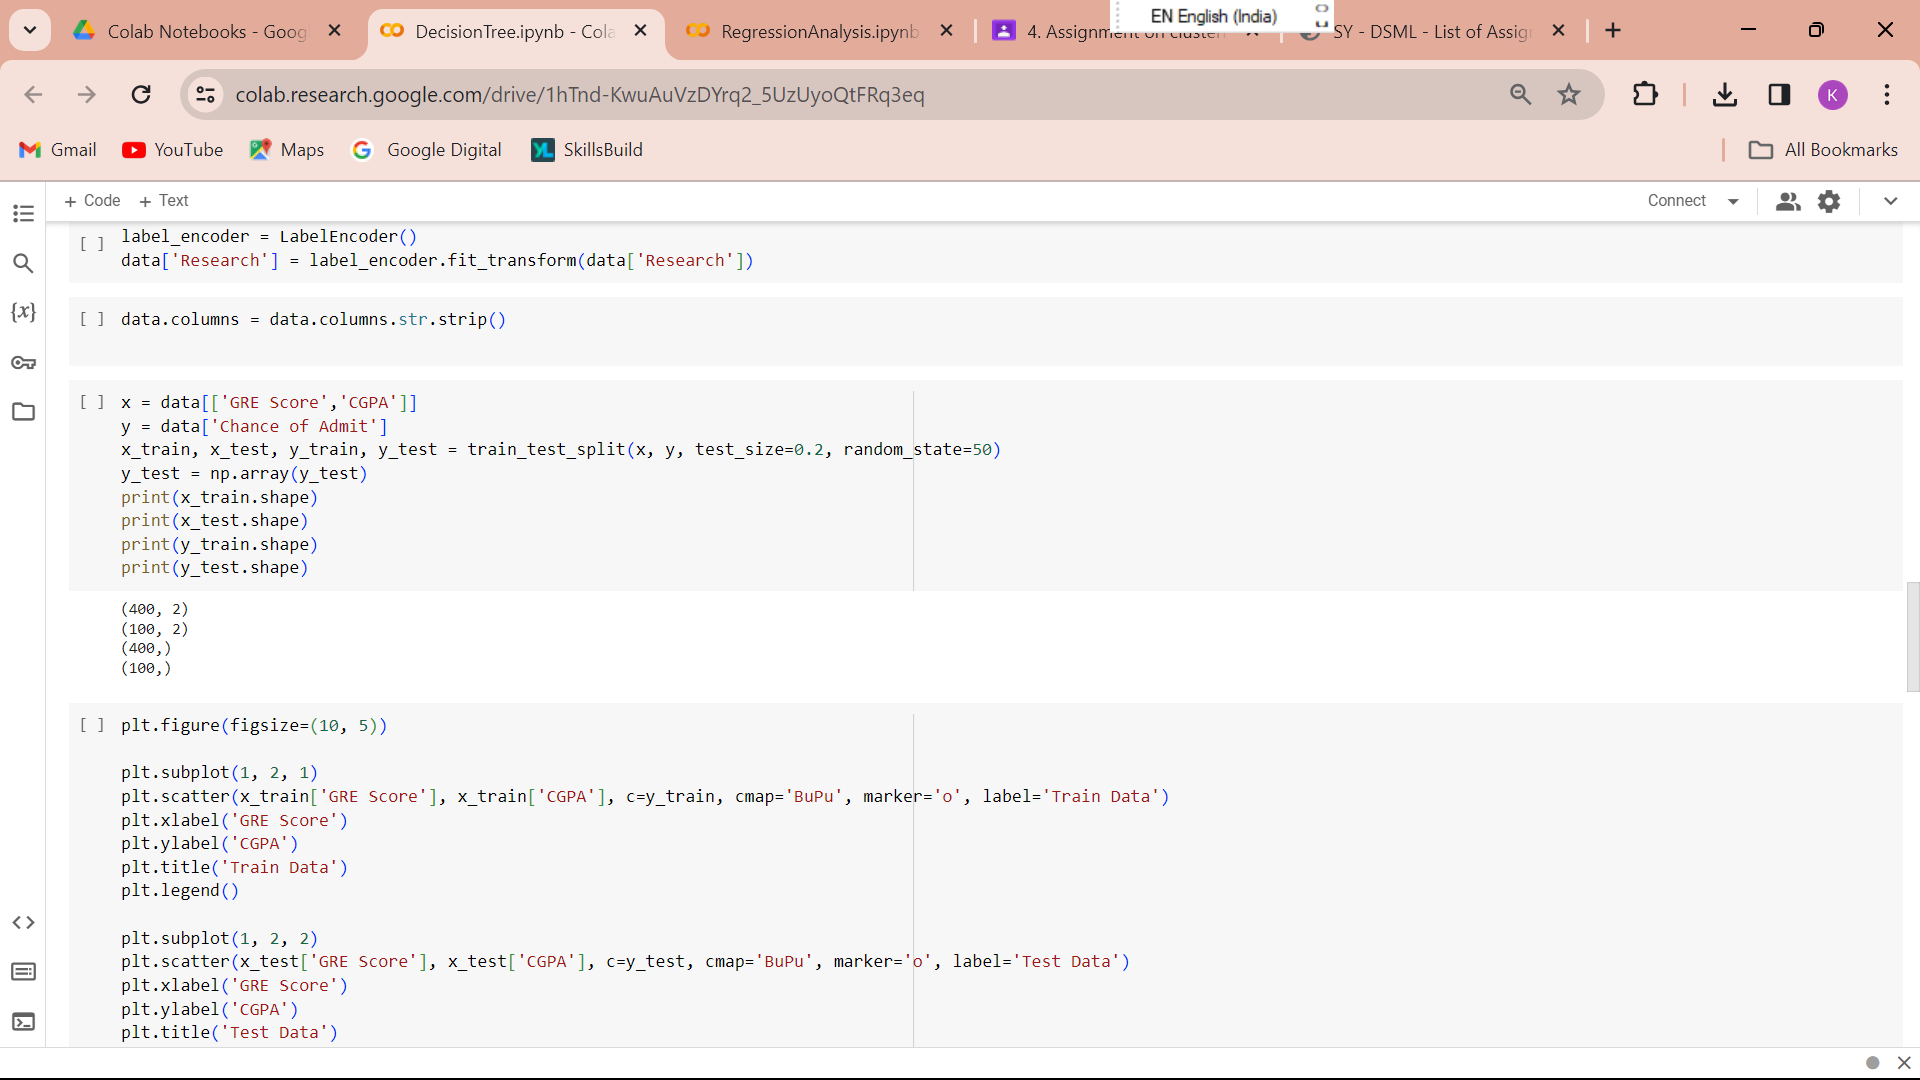 Colab Notebooks - Goog
DecisionTree.ipynb - Cola
RegressionAnalysis.ipynb
4. Assignment on Cluster
EN English (India)
SY - DSML - List of Assig
colab.research.google.com/drive/1hTnd-KwuAuVzDYrq2_5UzUyoQtFRq3eq
K
Gmail
YouTube
Maps
Google Digital
SkillsBuild
All Bookmarks
+ Code
+ Text
Connect
[ ] label_encoder = LabelEncoder()
data['Research'] = label_encoder.fit_transform(data['Research'])
[ ] data.columns = data.columns.str.strip()
[ ] x = data[['GRE Score','CGPA']]
y = data['Chance of Admit']
x_train, x_test, y_train, y_test = train_test_split(x, y, test_size=0.2, random_state=50)
y_test = np.array(y_test)
print(x_train.shape)
print(x_test.shape)
print(y_train.shape)
print(y_test.shape)
(400, 2)
(100, 2)
(400,)
(100,)
[ ] plt.figure(figsize=(10, 5))
plt.subplot(1, 2, 1)
plt.scatter(x_train['GRE Score'], x_train['CGPA'], c=y_train, cmap='BuPu', marker='o', label='Train Data')
plt.xlabel('GRE Score')
plt.ylabel('CGPA')
plt.title('Train Data')
plt.legend()
plt.subplot(1, 2, 2)
plt.scatter(x_test['GRE Score'], x_test['CGPA'], c=y_test, cmap='BuPu', marker='o', label='Test Data')
plt.xlabel('GRE Score')
plt.ylabel('CGPA')
plt.title('Test Data')